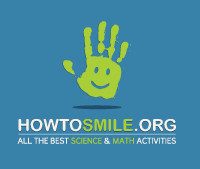 HOWTOSMILE.ORG
ALL THE BEST SCIENCE & MATH ACTIVITIES